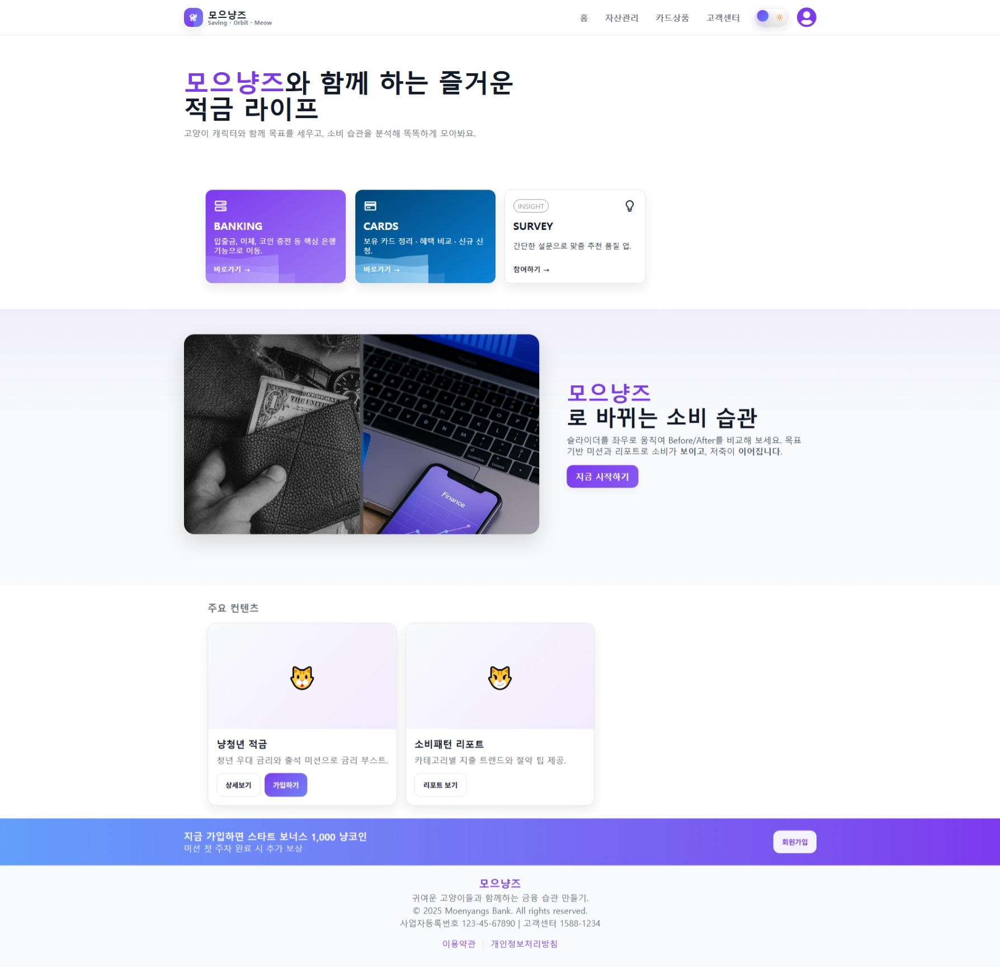 모으냥즈
Saving · Orbit · Meow
홈
자산관리
카드상품
고객센터
모으냥즈와 함께 하는 즐거운
적금 라이프
고양이 캐릭터와 함께 목표를 세우고, 소비 습관을 분석해 똑똑하게 모아봐요.
BANKING
입출금, 이체, 코인 충전 등 핵심 은행
기능으로 이동.
바로가기 →
CARDS
보유 카드 정리 · 혜택 비교 · 신규 신
청.
바로가기 →
INSIGHT
SURVEY
간단한 설문으로 맞춤 추천 품질 업.
참여하기 →
THE UNITED
Finance
모으냥즈
로 바뀌는 소비 습관
슬라이더를 좌우로 움직여 Before/After를 비교해 보세요. 목표
기반 미션과 리포트로 소비가 보이고, 저축이 이어집니다.
지금 시작하기
주요 컨텐츠
냥청년 적금
청년 우대 금리와 출석 미션으로 금리 부스트.
상세보기
가입하기
소비패턴 리포트
카테고리별 지출 트렌드와 절약 팁 제공.
리포트 보기
지금 가입하면 스타트 보너스 1,000 냥코인
미션 첫 주차 완료 시 추가 보상
회원가입
모으냥즈
귀여운 고양이들과 함께하는 금융 습관 만들기.
© 2025 Moenyangs Bank. All rights reserved.
사업자등록번호 123-45-67890 | 고객센터 1588-1234
이용약관 | 개인정보처리방침